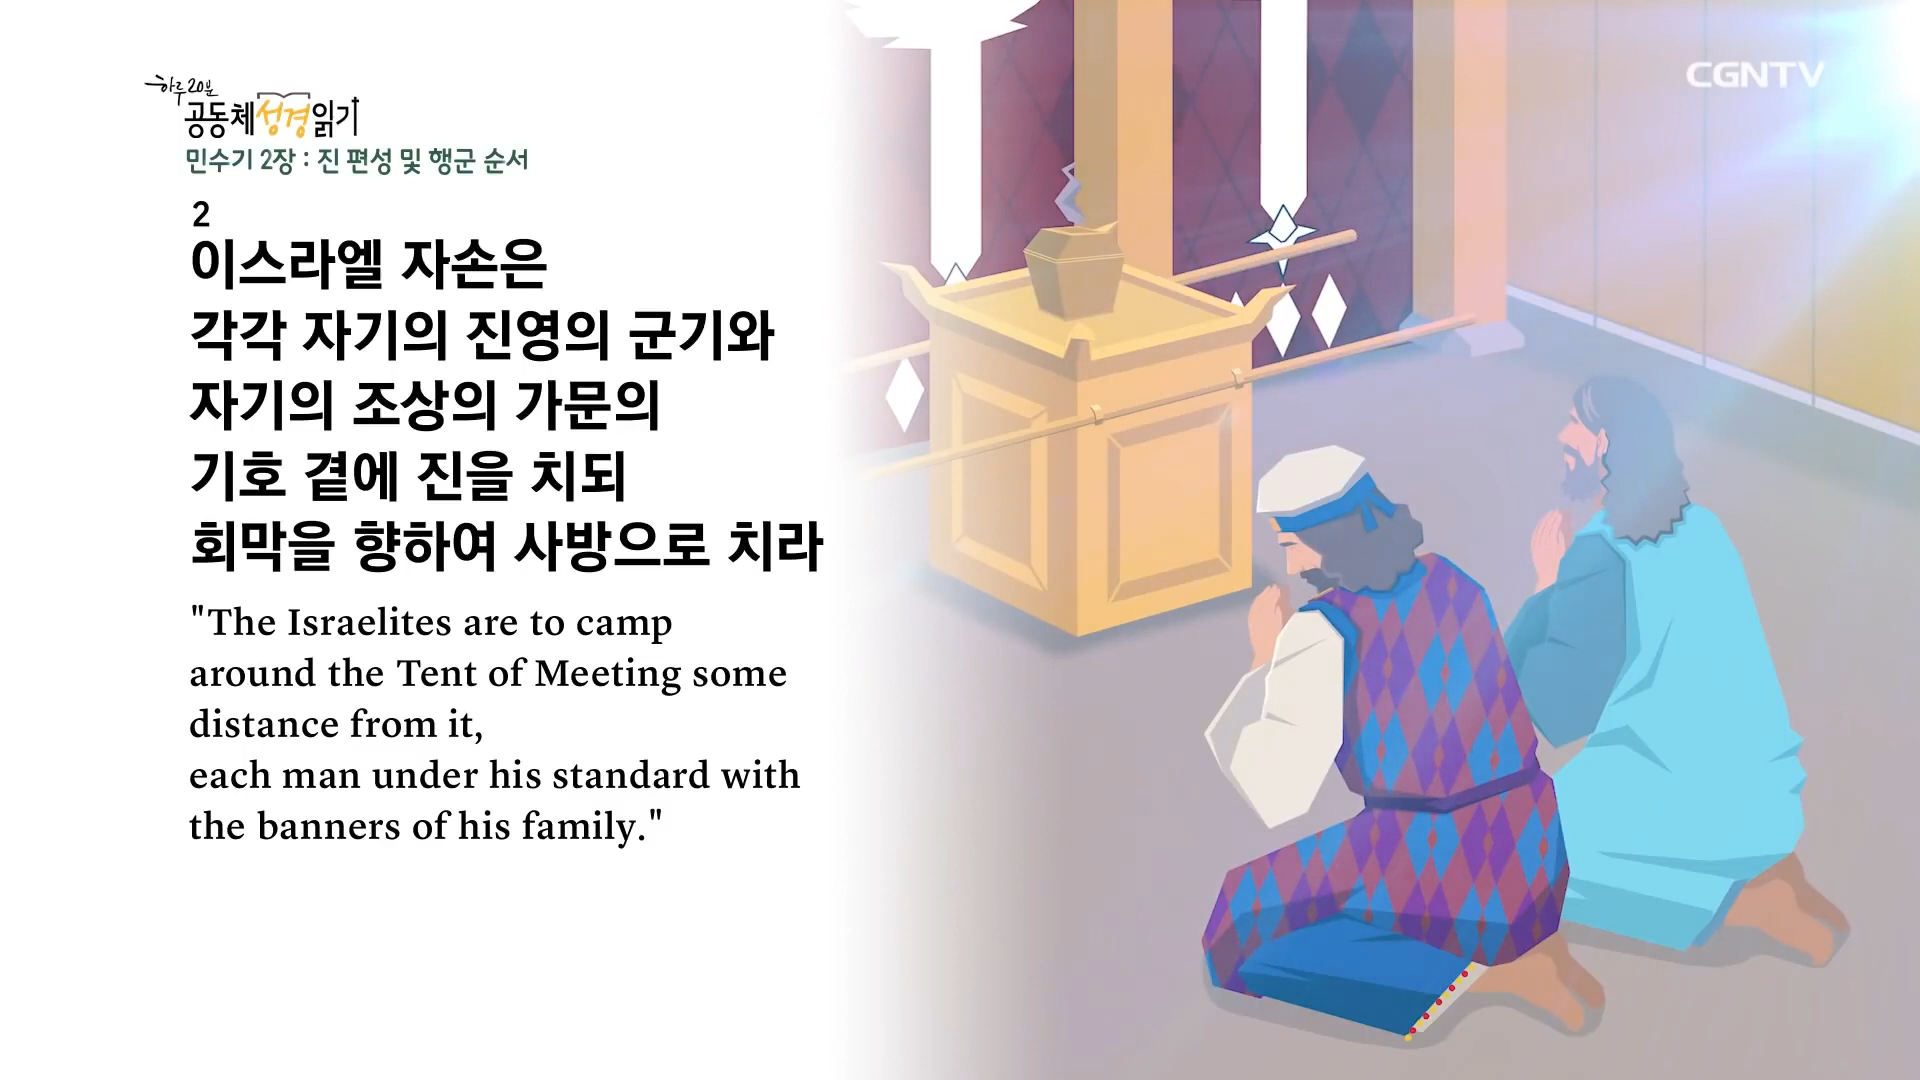 하루 20분
공동체성경읽기
CGNTV
민수기 2장 : 진 편성 및 행군 순서
2
이스라엘 자손은
각각 자기의 진영의 군기와
자기의 조상의 가문의
기호 곁에 진을 치되
회막을 향하여 사방으로 치라
"The Israelites are to camp
around the Tent of Meeting some
distance from it,
each man under his standard with
the banners of his family."